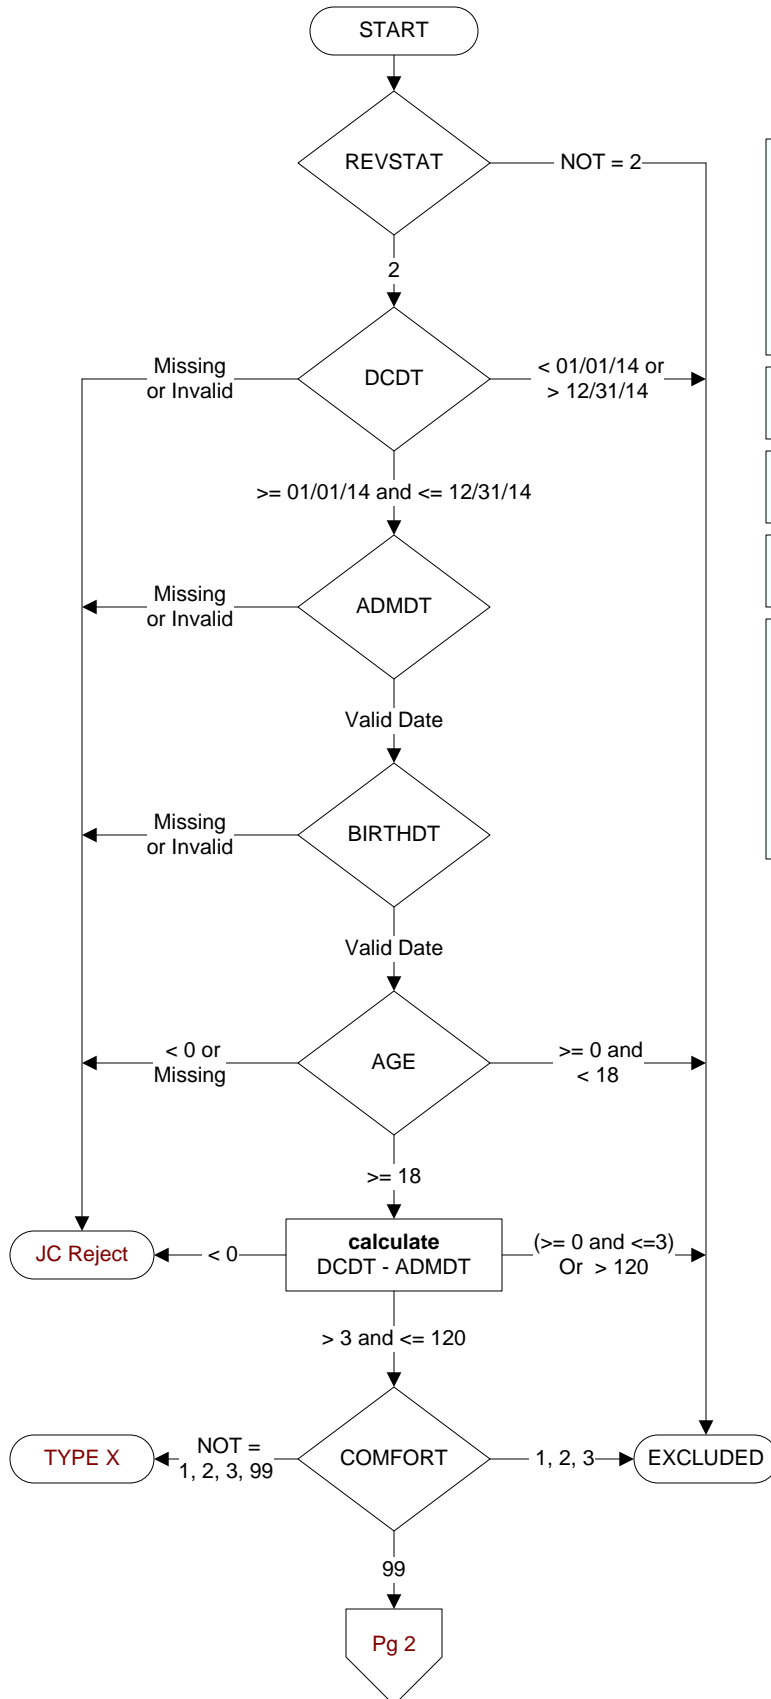 START
REVSTAT
NOT = 2
2
Missing
or Invalid
DCDT
< 01/01/14 or
> 12/31/14
>= 01/01/14 and <= 12/31/14
Missing
or Invalid
ADMDT
Valid Date
Missing
or Invalid
BIRTHDT
Valid Date
< 0 or
Missing
AGE
>= 0 and
< 18
>= 18
JC Reject
< 0
calculate
DCDT - ADMDT
(>= 0 and <=3)
Or > 120
> 3 and <= 120
TYPE X
NOT =
1, 2, 3, 99
COMFORT
1, 2, 3
EXCLUDED
99
Pg 2